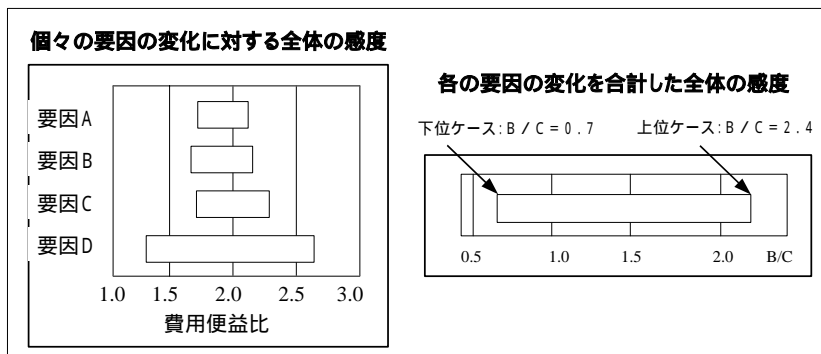 個々の要因の変化に対する全体の感度
要因A
要因B
要因C
要因D
1.0 1.5 2.0 2.5 3.0
費用便益比
各の要因の変化を合計した全体の感度
下位ケース:B/C=0.7 上位ケース:B/C=2.4
0.5 1.0 1.5 2.0 B/C